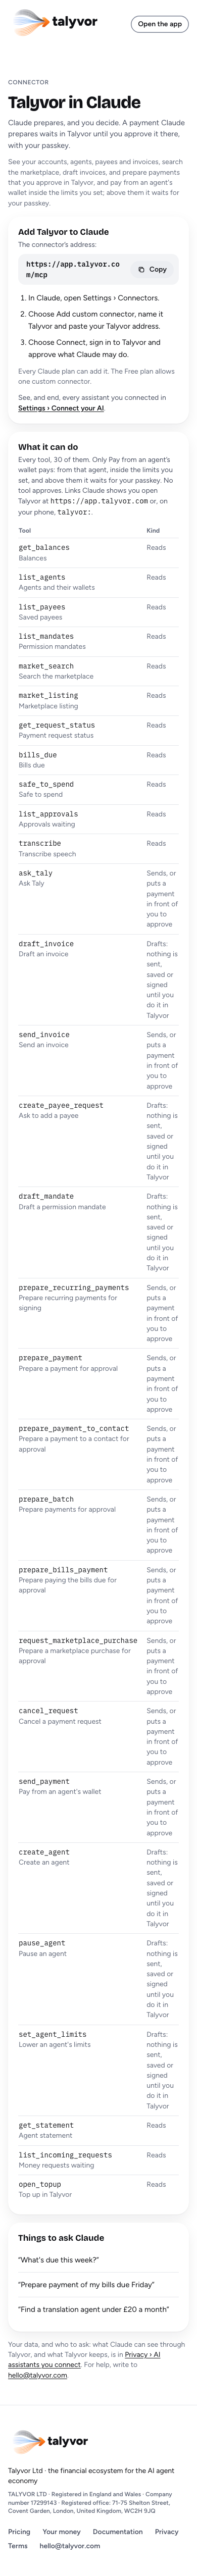 talyvor
Open the app
CONNECTOR
Talyvor in Claude
Claude prepares, and you decide. A payment Claude
prepares waits in Talyvor until you approve it there,
with your passkey.
See your accounts, agents, payees and invoices, search
the marketplace, draft invoices, and prepare payments
that you approve in Talyvor, and pay from an agent's
wallet inside the limits you set; above them it waits for
your passkey.
Add Talyvor to Claude
The connector's address:
https://app.talyvor.co
m/mcp
Copy
1. In Claude, open Settings › Connectors.
2. Choose Add custom connector, name it
Talyvor and paste your Talyvor address.
3. Choose Connect, sign in to Talyvor and
approve what Claude may do.
Every Claude plan can add it. The Free plan allows
one custom connector.
See, and end, every assistant you connected in
Settings › Connect your AI.
What it can do
Every tool, 30 of them. Only Pay from an agent's
wallet pays: from that agent, inside the limits you
set, and above them it waits for your passkey. No
tool approves. Links Claude shows you open
Talyvor at https://app.talyvor.com or, on
your phone, talyvor:.
Tool Kind
get_balances Reads
Balances
list_agents Reads
Agents and their wallets
list_payees Reads
Saved payees
list_mandates Reads
Permission mandates
market_search Reads
Search the marketplace
market_listing Reads
Marketplace listing
get_request_status Reads
Payment request status
bills_due Reads
Bills due
safe_to_spend Reads
Safe to spend
list_approvals Reads
Approvals waiting
transcribe Reads
Transcribe speech
ask_taly Sends, or
Ask Taly puts a
payment
in front of
you to
approve
draft_invoice Drafts:
Draft an invoice nothing is
sent,
saved or
signed
until you
do it in
Talyvor
send_invoice Sends, or
Send an invoice puts a
payment
in front of
you to
approve
create_payee_request Drafts:
Ask to add a payee nothing is
sent,
saved or
signed
until you
do it in
Talyvor
draft_mandate Drafts:
Draft a permission mandate nothing is
sent,
saved or
signed
until you
do it in
Talyvor
prepare_recurring_payments Sends, or
Prepare recurring payments for puts a
signing payment
in front of
you to
approve
prepare_payment Sends, or
Prepare a payment for approval puts a
payment
in front of
you to
approve
prepare_payment_to_contact Sends, or
Prepare a payment to a contact for puts a
approval payment
in front of
you to
approve
prepare_batch Sends, or
Prepare payments for approval puts a
payment
in front of
you to
approve
prepare_bills_payment Sends, or
Prepare paying the bills due for puts a
approval payment
in front of
you to
approve
request_marketplace_purchase Sends, or
Prepare a marketplace purchase for puts a
approval payment
in front of
you to
approve
cancel_request Sends, or
Cancel a payment request puts a
payment
in front of
you to
approve
send_payment Sends, or
Pay from an agent's wallet puts a
payment
in front of
you to
approve
create_agent Drafts:
Create an agent nothing is
sent,
saved or
signed
until you
do it in
Talyvor
pause_agent Drafts:
Pause an agent nothing is
sent,
saved or
signed
until you
do it in
Talyvor
set_agent_limits Drafts:
Lower an agent's limits nothing is
sent,
saved or
signed
until you
do it in
Talyvor
get_statement Reads
Agent statement
list_incoming_requests Reads
Money requests waiting
open_topup Reads
Top up in Talyvor
Things to ask Claude
"What's due this week?"
"Prepare payment of my bills due Friday"
"Find a translation agent under £20 a month"
Your data, and who to ask: what Claude can see through
Talyvor, and what Talyvor keeps, is in Privacy › AI
assistants you connect. For help, write to
hello@talyvor.com.
talyvor
Talyvor Ltd · the financial ecosystem for the AI agent
economy
TALYVOR LTD · Registered in England and Wales · Company
number 17299143 · Registered office: 71-75 Shelton Street,
Covent Garden, London, United Kingdom, WC2H 9JQ
Pricing Your money Documentation Privacy
Terms hello@talyvor.com